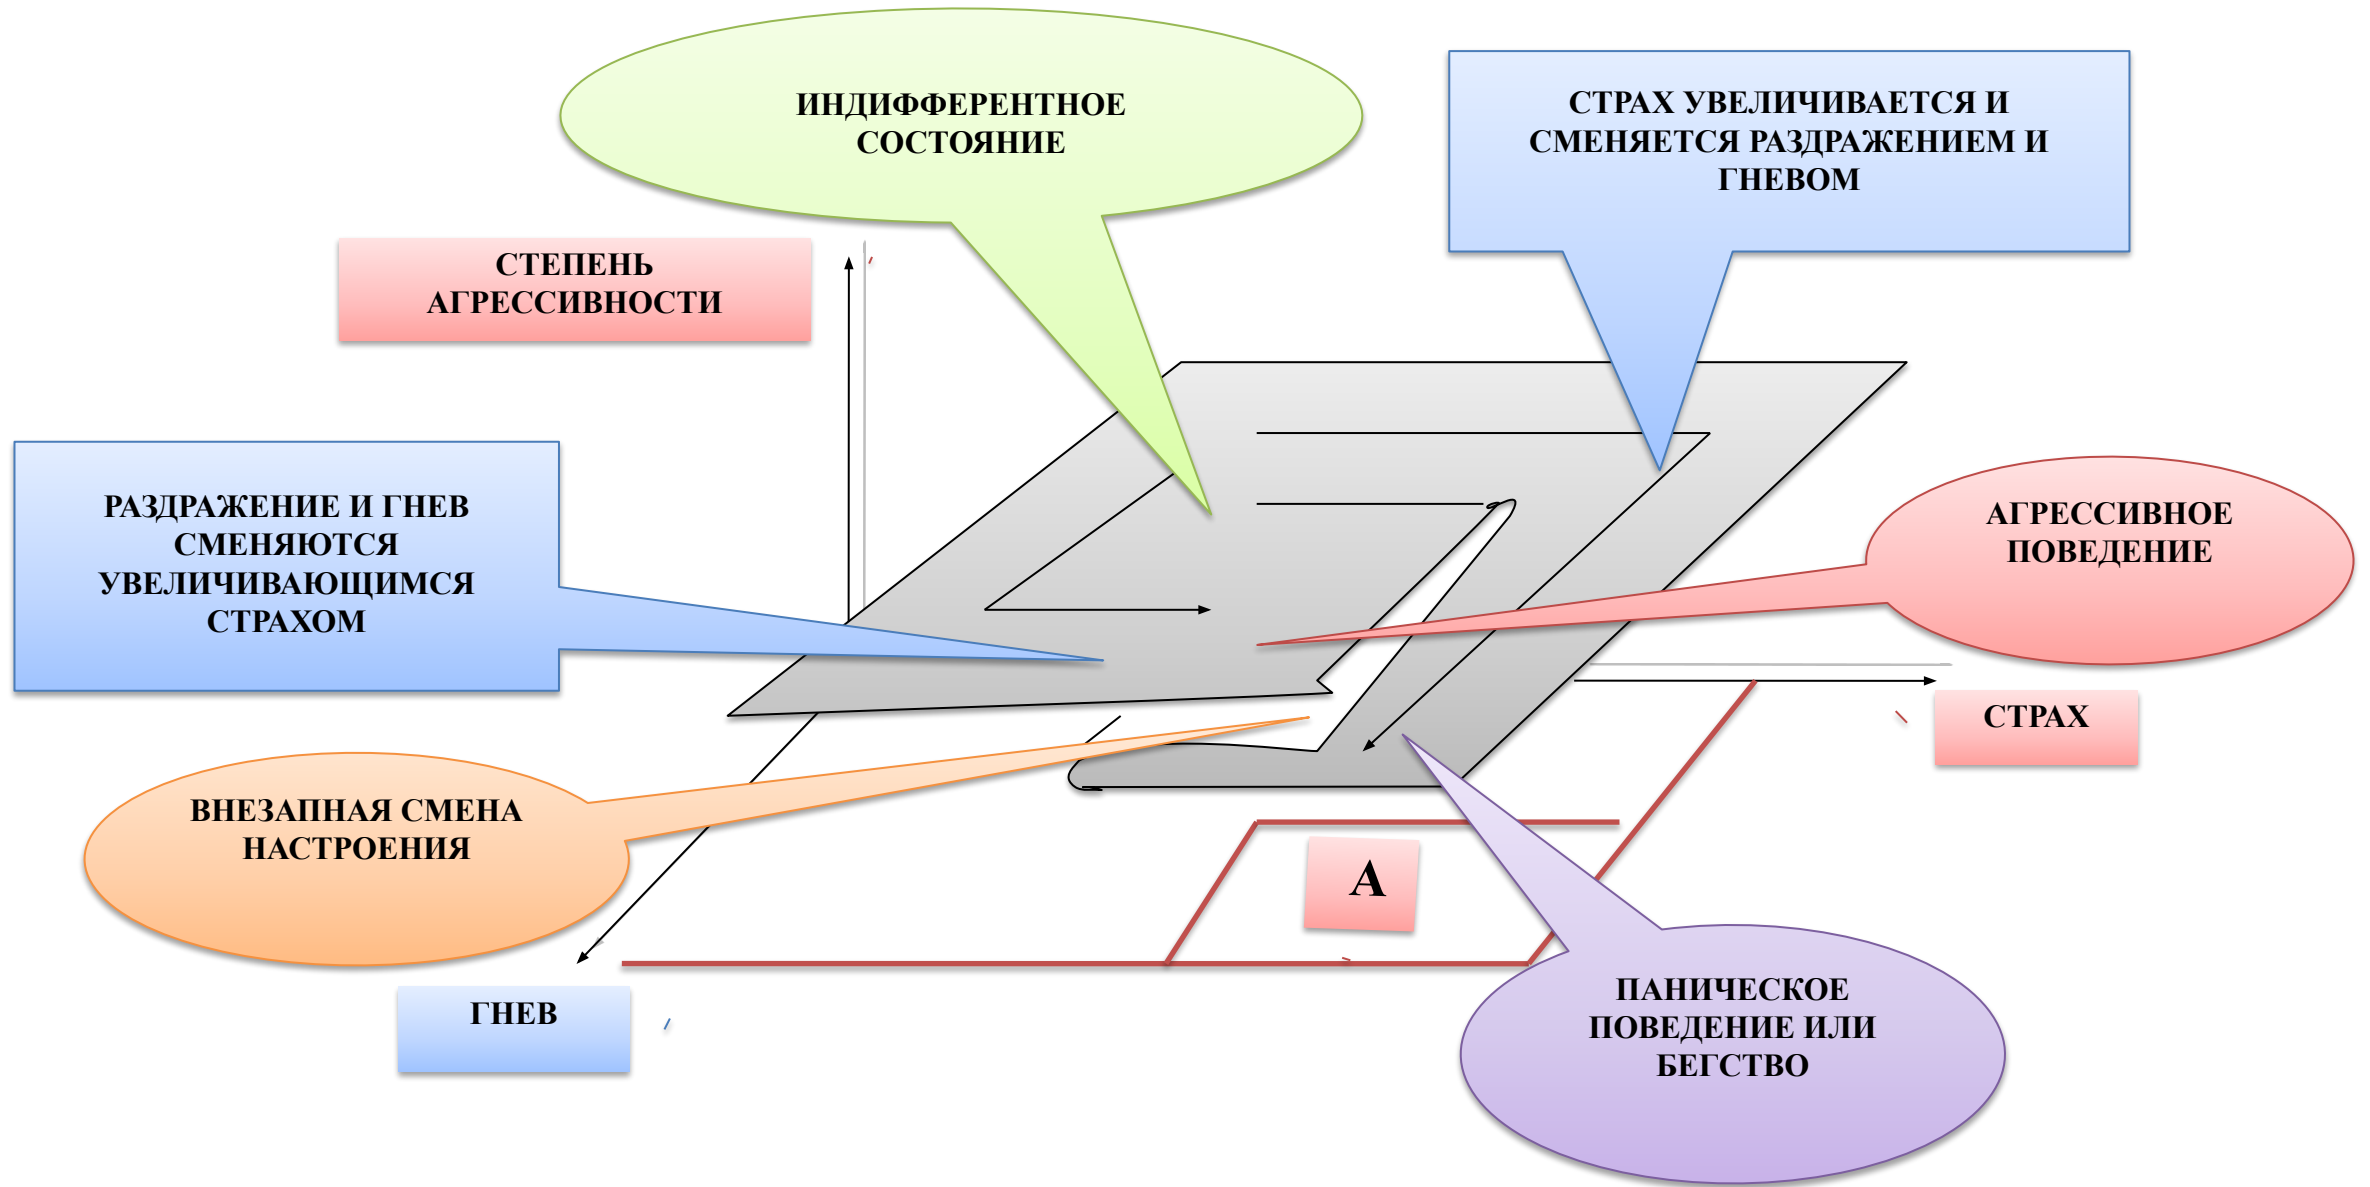 ИНДИФФЕРЕНТНОЕ
СОСТОЯНИЕ
СТРАХ УВЕЛИЧИВАЕТСЯ И
СМЕНЯЕТСЯ РАЗДРАЖЕНИЕМ И
ГНЕВОМ
СТЕПЕНЬ
АГРЕССИВНОСТИ
РАЗДРАЖЕНИЕ И ГНЕВ
СМЕНЯЮТСЯ
УВЕЛИЧИВАЮЩИМСЯ
СТРАХОМ
АГРЕССИВНОЕ
ПОВЕДЕНИЕ
СТРАХ
ВНЕЗАПНАЯ СМЕНА
НАСТРОЕНИЯ
А
ГНЕВ
ПАНИЧЕСКОЕ
ПОВЕДЕНИЕ ИЛИ
БЕГСТВО